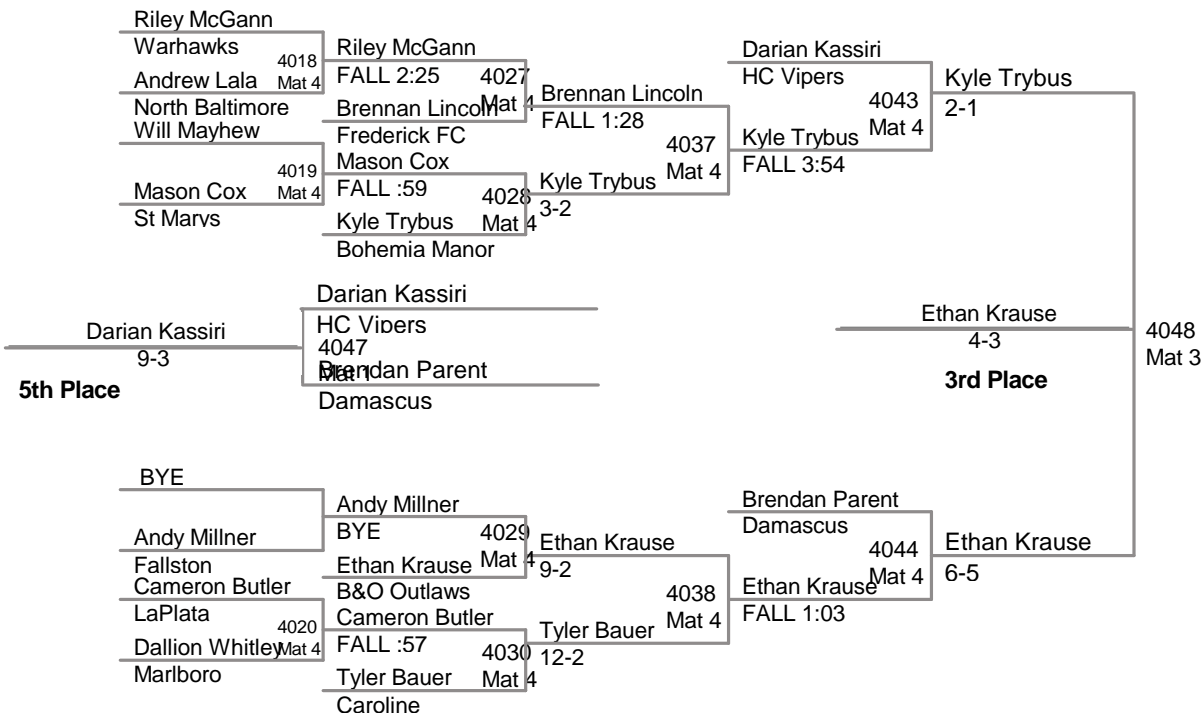 Riley McGann
Warhawks
4018
Mat 4
Andrew Lala
North Baltimore
Will Mayhew
4019
Mat 4
Mason Cox
St Marys
Riley McGann
FALL 2:25
4027
Mat 4
Brennan Lincoln
Frederick FC
Mason Cox
FALL :59
4028
Mat 4
Kyle Trybus
Bohemia Manor
Brennan Lincoln
FALL 1:28
4037
Mat 4
Kyle Trybus
3-2
Darian Kassiri
HC Vipers
4043
Mat 4
Kyle Trybus
FALL 3:54
Kyle Trybus
2-1
Darian Kassiri
9-3
5th Place
Darian Kassiri
HC Vipers
4047
Mat 1
Brendan Parent
Damascus
Ethan Krause
4-3
3rd Place
4048
Mat 3
BYE
Andy Millner
Fallston
Cameron Butler
LaPlata
4020
Mat 4
Dallion Whitley
Marlboro
Andy Millner
BYE
4029
Mat 4
Ethan Krause
B&O Outlaws
Cameron Butler
FALL :57
4030
Mat 4
Tyler Bauer
Caroline
Ethan Krause
9-2
4038
Mat 4
Tyler Bauer
12-2
Brendan Parent
Damascus
4044
Mat 4
Ethan Krause
FALL 1:03
Ethan Krause
6-5